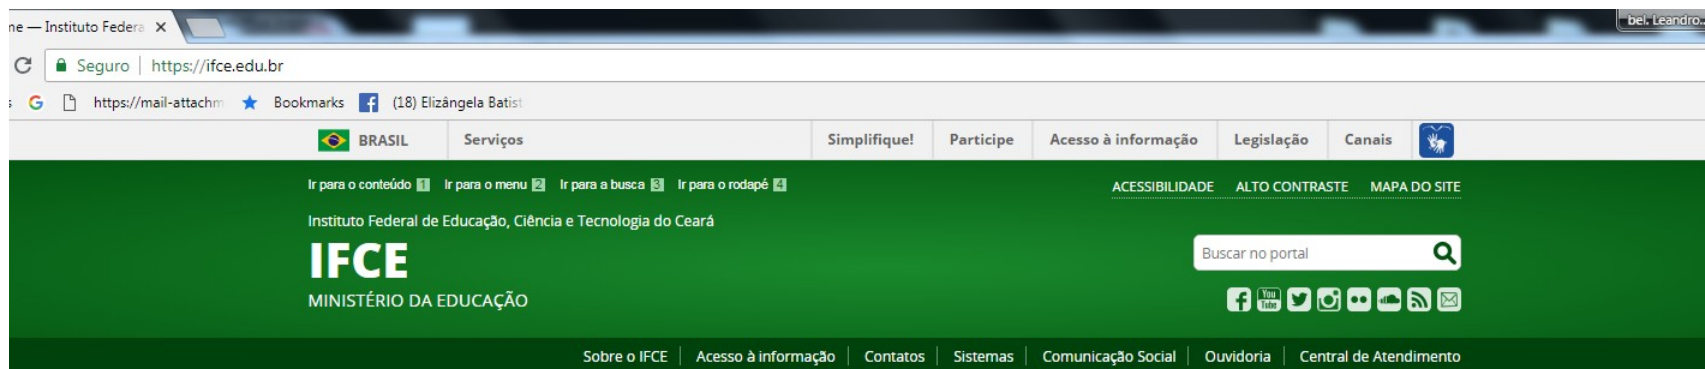 ne — Instituto Federa
bel. Leandro..
Seguro | https://ifce.edu.br
s https://mail-attachm Bookmarks (18) Elizângela Batist
BRASIL Serviços Simplifique! Participe Acesso à informação Legislação Canais
Ir para o conteúdo 1 Ir para o menu 2 Ir para a busca 3 Ir para o rodapé 4
ACESSIBILIDADE ALTO CONTRASTE MAPA DO SITE
Instituto Federal de Educação, Ciência e Tecnologia do Ceará
IFCE
Buscar no portal
MINISTÉRIO DA EDUCAÇÃO
You Tube
Sobre o IFCE Acesso à informação Contatos Sistemas Comunicação Social Ouvidoria Central de Atendimento